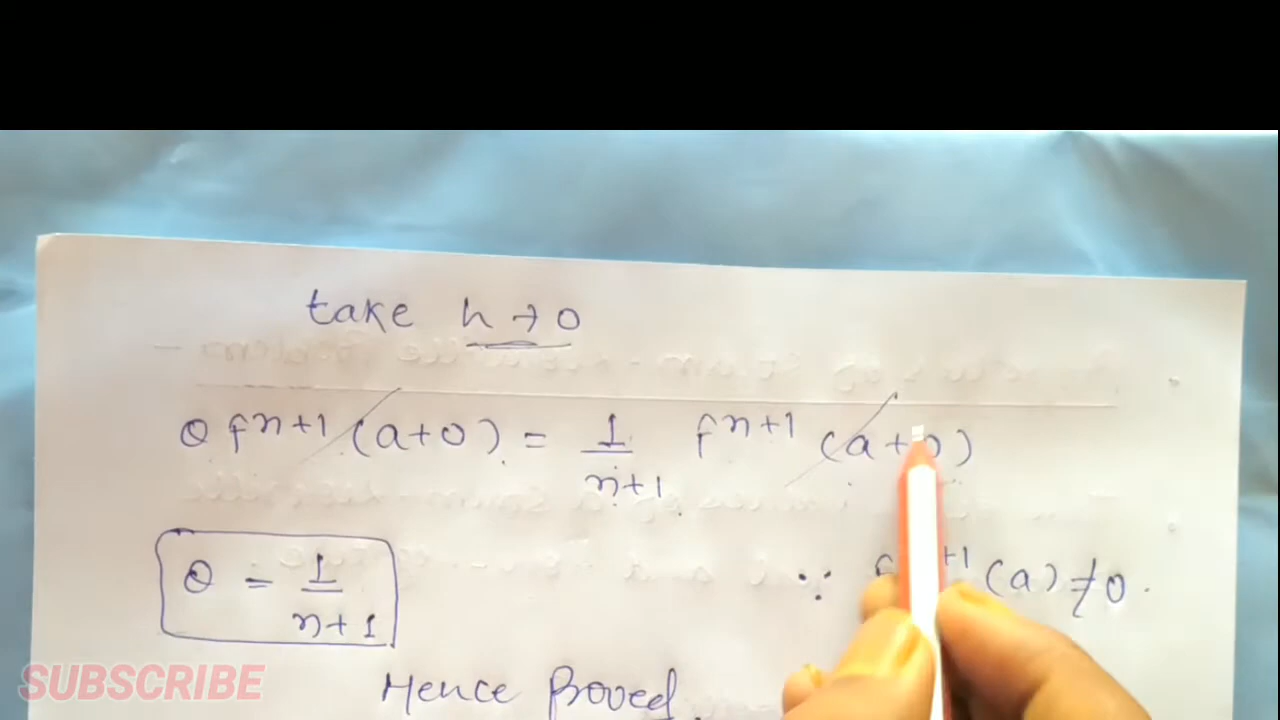 take h → 0
θ fⁿ⁺¹ (a+0) = 1/n+1 fⁿ⁺¹ (a+0)
θ = 1/n+1 ∵ fⁿ⁺¹ (a) ≠ 0.
Hence Proved.
SUBSCRIBE